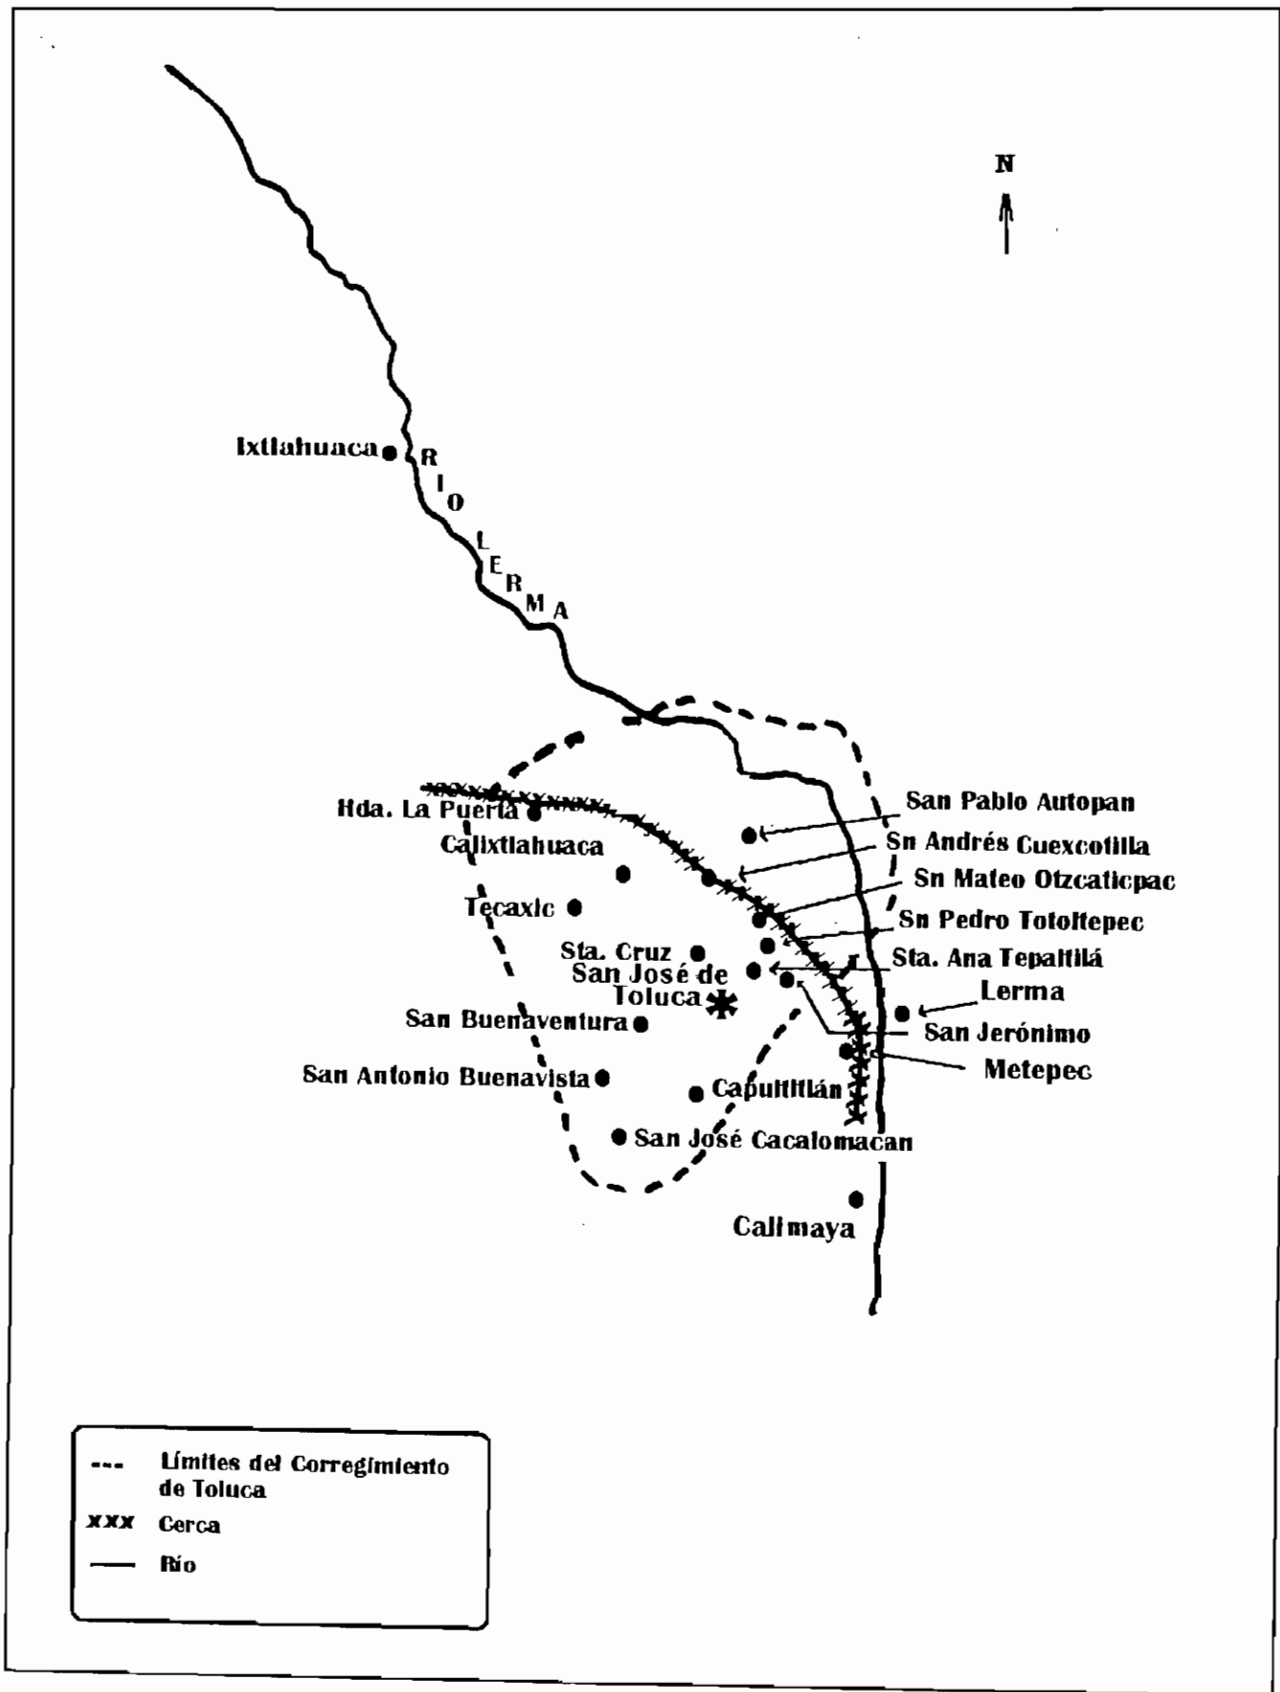 N
Ixtlahuaca
RIO LERMA
San Pablo Autopan
Hda. La Puerta
Sn Andrés Cuexcotilla
Calixtlahuaca
Sn Mateo Otzcaticpac
Tecaxic
Sn Pedro Totoltepec
Sta. Cruz
Sta. Ana Tepaltilá
San José de
Toluca
Lerma
San Buenaventura
San Jerónimo
Metepec
San Antonio Buenavista
Capultitlán
San José Cacalomacan
Calimaya
Límites del Corregimiento
de Toluca
xxx Cerca
Río